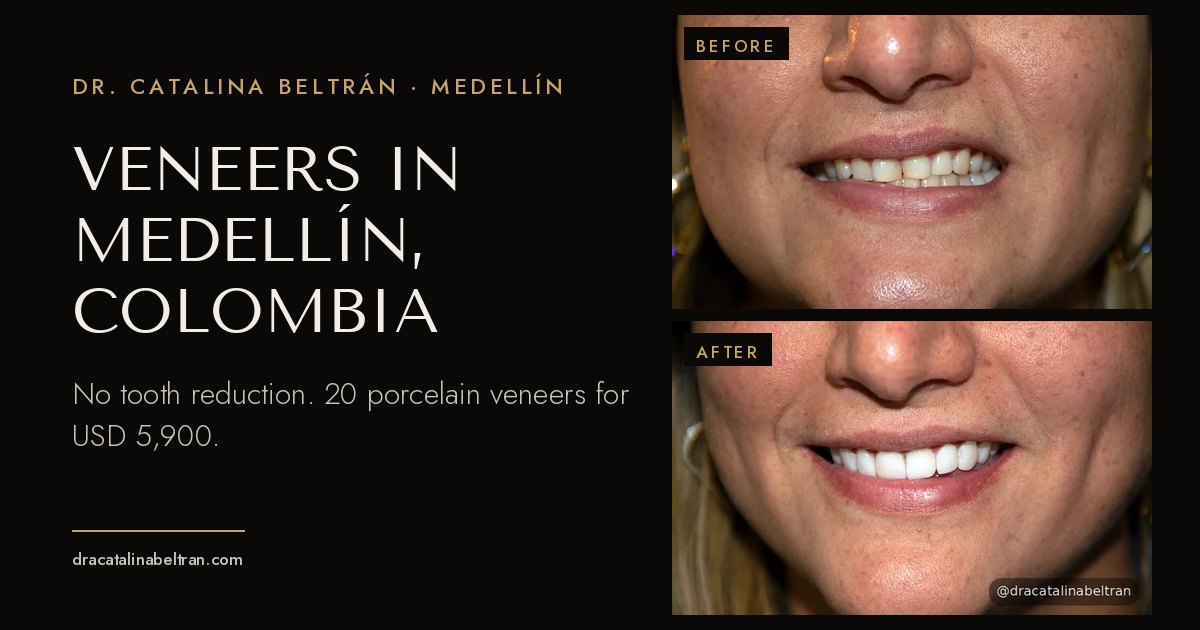 DR. CATALINA BELTRÁN · MEDELLÍN
VENEERS IN
MEDELLÍN,
COLOMBIA
No tooth reduction. 20 porcelain veneers for
USD 5,900.
dracatalinabeltran.com
BEFORE
AFTER
@dracatalinabeltran